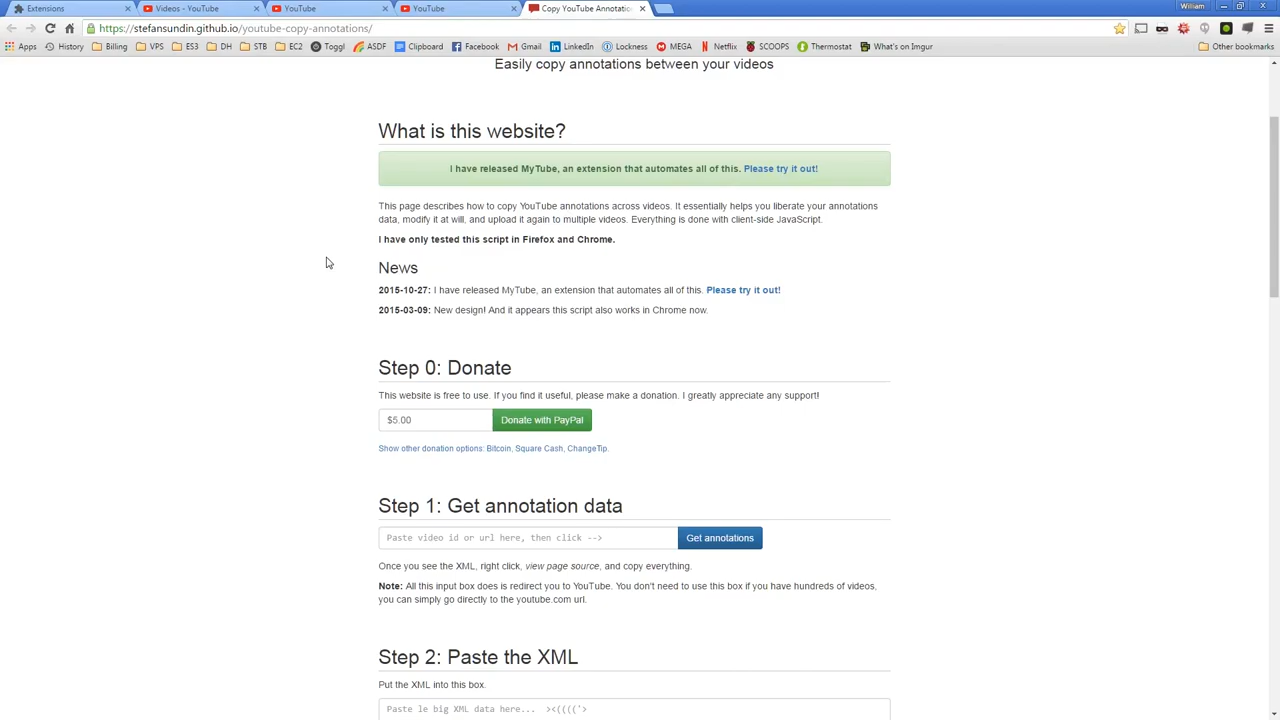 Extensions
Videos - YouTube
YouTube
YouTube
Copy YouTube Annotation
William
https://stefansundin.github.io/youtube-copy-annotations/
Apps
History
Billing
VPS
ES3
DH
STB
EC2
Toggl
ASDF
Clipboard
Facebook
Gmail
LinkedIn
Lockness
MEGA
Netflix
SCOOPS
Thermostat
What's on Imgur
Other bookmarks
Easily copy annotations between your videos
What is this website?
I have released MyTube, an extension that automates all of this. Please try it out!
This page describes how to copy YouTube annotations across videos. It essentially helps you liberate your annotations
data, modify it at will, and upload it again to multiple videos. Everything is done with client-side JavaScript.
I have only tested this script in Firefox and Chrome.
News
2015-10-27: I have released MyTube, an extension that automates all of this. Please try it out!
2015-03-09: New design! And it appears this script also works in Chrome now.
Step 0: Donate
This website is free to use. If you find it useful, please make a donation. I greatly appreciate any support!
$5.00
Donate with PayPal
Show other donation options: Bitcoin, Square Cash, ChangeTip.
Step 1: Get annotation data
Paste video id or url here, then click -->
Get annotations
Once you see the XML, right click, view page source, and copy everything.
Note: All this input box does is redirect you to YouTube. You don't need to use this box if you have hundreds of videos,
you can simply go directly to the youtube.com url.
Step 2: Paste the XML
Put the XML into this box.
Paste le big XML data here... ><(((('>